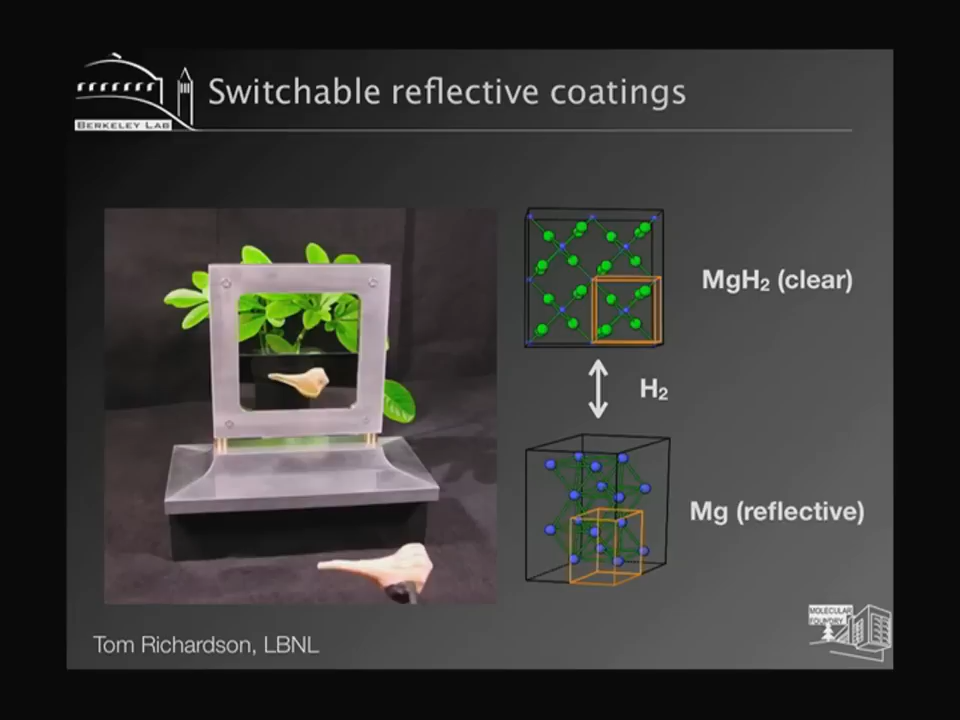 Switchable reflective coatings
BERKELEY LAB
MgH₂ (clear)
H₂
Mg (reflective)
MOLECULAR
FOUNDRY
Tom Richardson, LBNL